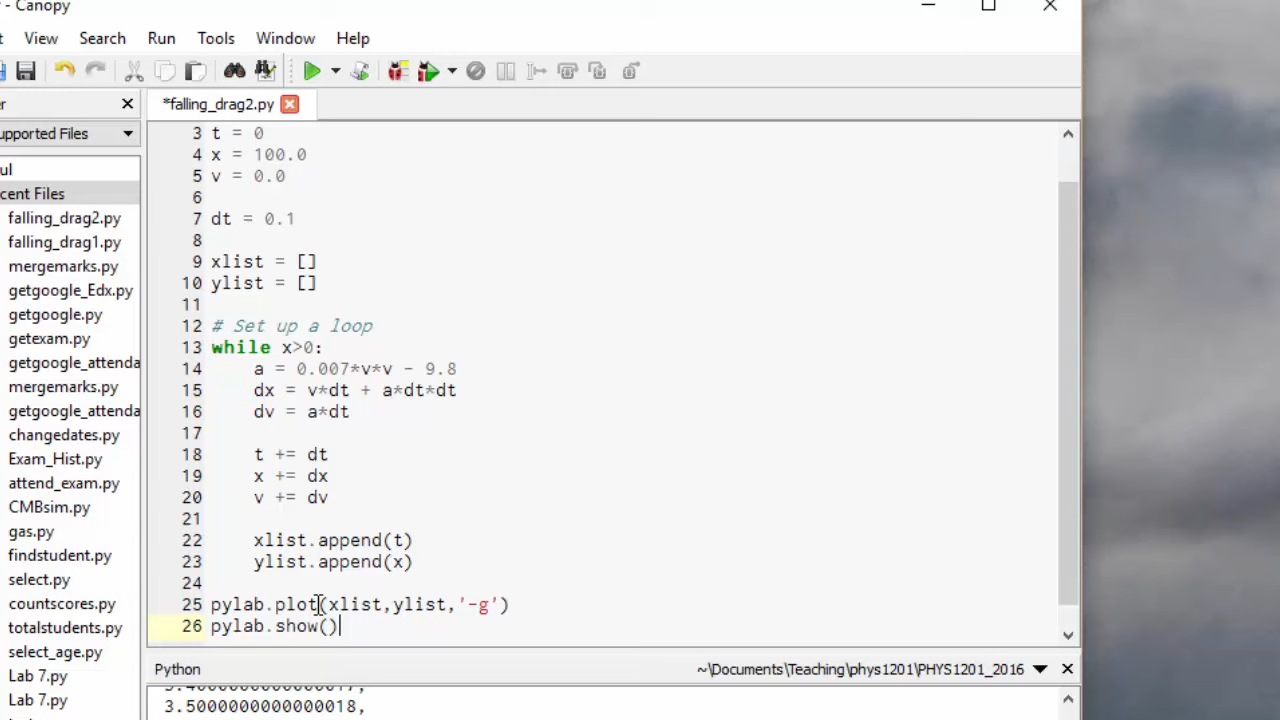 - Canopy
View Search Run Tools Window Help
*falling_drag2.py
upported Files
ul
cent Files
falling_drag2.py
falling_drag1.py
mergemarks.py
getgoogle_Edx.py
getgoogle.py
getexam.py
getgoogle_attenda
mergemarks.py
getgoogle_attenda
changedates.py
Exam_Hist.py
attend_exam.py
CMBsim.py
gas.py
findstudent.py
select.py
countscores.py
totalstudents.py
select_age.py
Lab 7.py
Lab 7.py
3 t = 0
4 x = 100.0
5 v = 0.0
6
7 dt = 0.1
8
9 xlist = []
10 ylist = []
11
12 # Set up a loop
13 while x>0:
14 a = 0.007*v*v - 9.8
15 dx = v*dt + a*dt*dt
16 dv = a*dt
17
18 t += dt
19 x += dx
20 v += dv
21
22 xlist.append(t)
23 ylist.append(x)
24
25 pylab.plot(xlist,ylist,'-g')
26 pylab.show()
Python ~\Documents\Teaching\phys1201\PHYS1201_2016
3.5000000000000018,